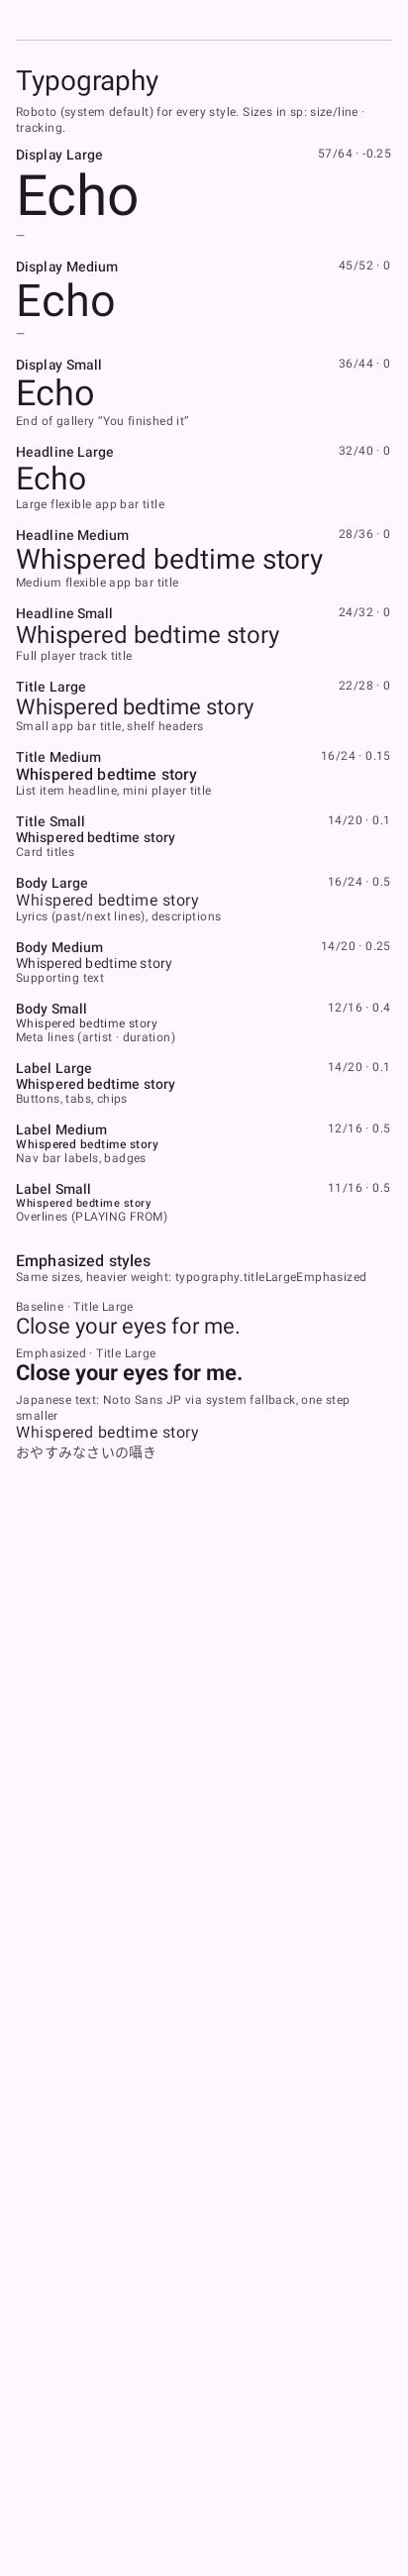 Typography
Roboto (system default) for every style. Sizes in sp: size/line ·
tracking.
Display Large 57/64 · -0.25
Echo
—
Display Medium 45/52 · 0
Echo
—
Display Small 36/44 · 0
Echo
End of gallery “You finished it”
Headline Large 32/40 · 0
Echo
Large flexible app bar title
Headline Medium 28/36 · 0
Whispered bedtime story
Medium flexible app bar title
Headline Small 24/32 · 0
Whispered bedtime story
Full player track title
Title Large 22/28 · 0
Whispered bedtime story
Small app bar title, shelf headers
Title Medium 16/24 · 0.15
Whispered bedtime story
List item headline, mini player title
Title Small 14/20 · 0.1
Whispered bedtime story
Card titles
Body Large 16/24 · 0.5
Whispered bedtime story
Lyrics (past/next lines), descriptions
Body Medium 14/20 · 0.25
Whispered bedtime story
Supporting text
Body Small 12/16 · 0.4
Whispered bedtime story
Meta lines (artist · duration)
Label Large 14/20 · 0.1
Whispered bedtime story
Buttons, tabs, chips
Label Medium 12/16 · 0.5
Whispered bedtime story
Nav bar labels, badges
Label Small 11/16 · 0.5
Whispered bedtime story
Overlines (PLAYING FROM)
Emphasized styles
Same sizes, heavier weight: typography.titleLargeEmphasized
Baseline · Title Large
Close your eyes for me.
Emphasized · Title Large
Close your eyes for me.
Japanese text: Noto Sans JP via system fallback, one step
smaller
Whispered bedtime story
おやすみなさいの囁き